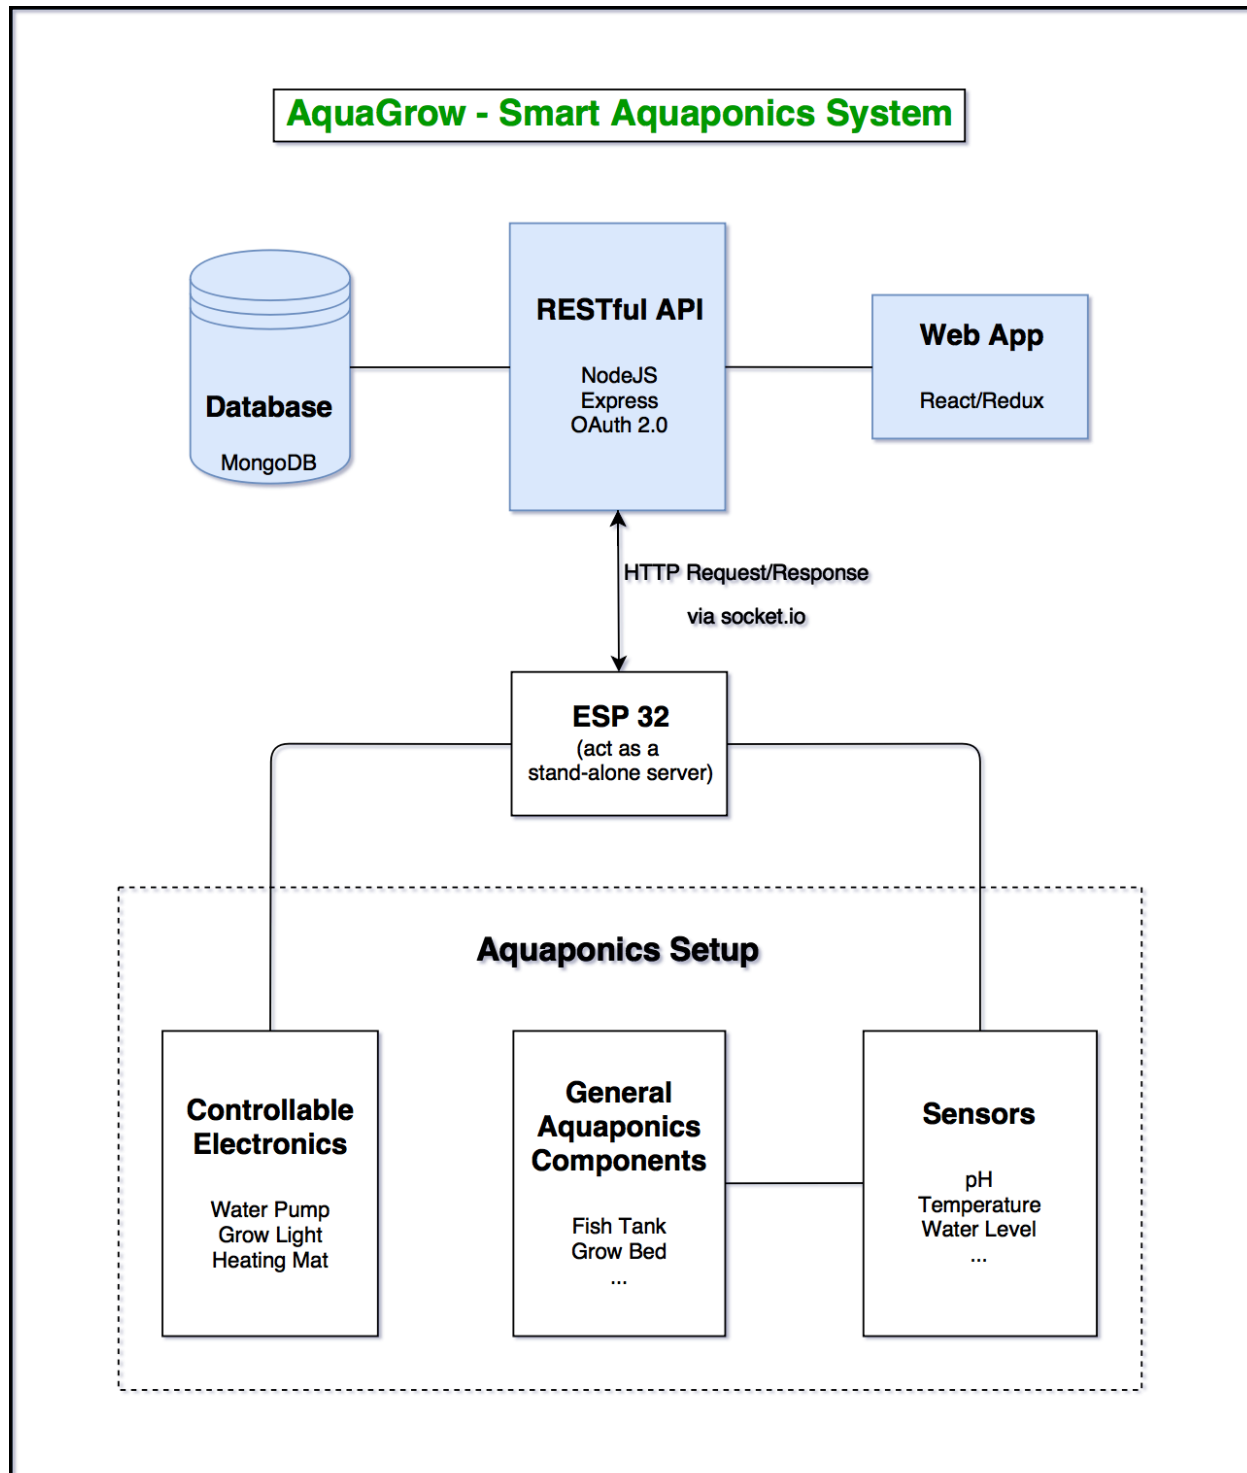 AquaGrow - Smart Aquaponics System
RESTful API
NodeJS
Express
OAuth 2.0
Database
MongoDB
Web App
React/Redux
HTTP Request/Response
via socket.io
ESP 32
(act as a
stand-alone server)
Aquaponics Setup
Controllable
Electronics
Water Pump
Grow Light
Heating Mat
General
Aquaponics
Components
Fish Tank
Grow Bed
...
Sensors
pH
Temperature
Water Level
...